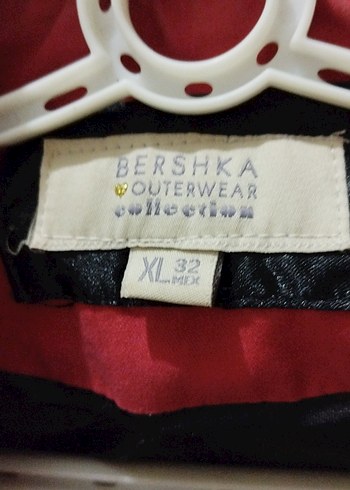 BERSHKA
OUTERWEAR
collection
XL 32
MEX